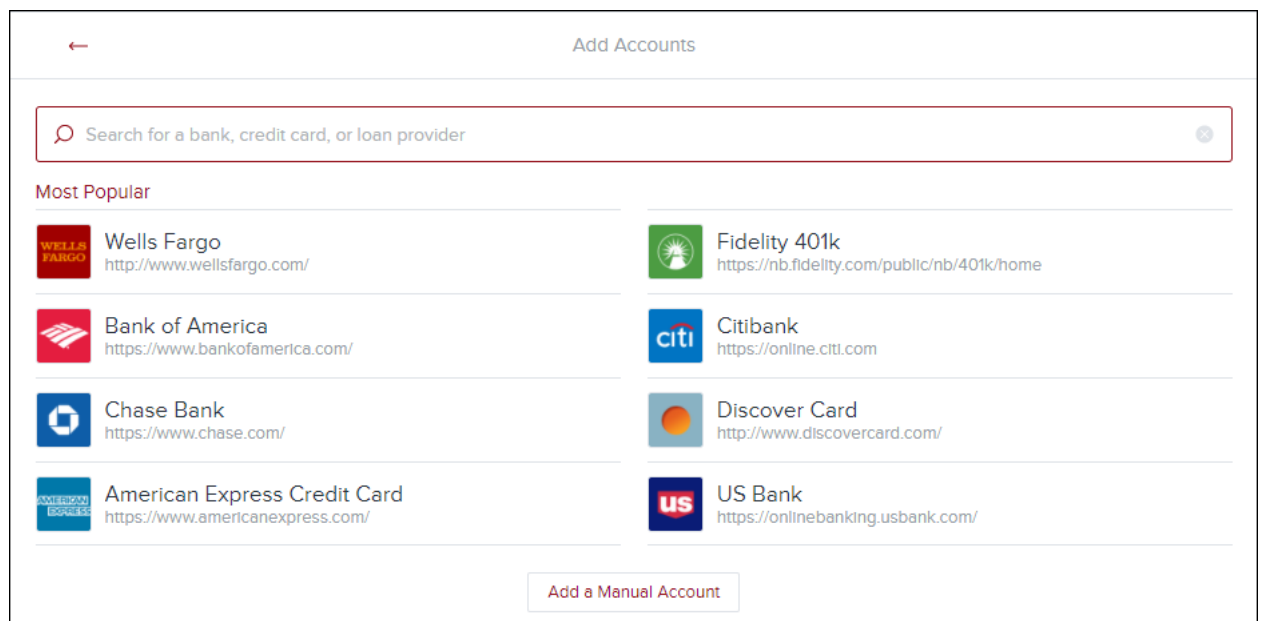 Add Accounts
Search for a bank, credit card, or loan provider
Most Popular
WELLS
FARGO
Wells Fargo
http://www.wellsfargo.com/
Bank of America
https://www.bankofamerica.com/
Chase Bank
https://www.chase.com/
AMERICAN
EXPRESS
American Express Credit Card
https://www.americanexpress.com/
Fidelity 401k
https://nb.fidelity.com/public/nb/401k/home
citi
Citibank
https://online.citi.com
Discover Card
http://www.discovercard.com/
us
US Bank
https://onlinebanking.usbank.com/
Add a Manual Account